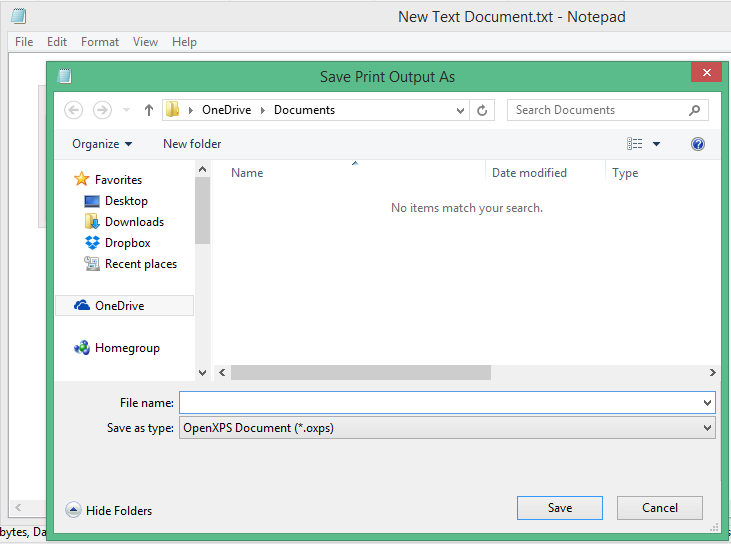 New Text Document.txt - Notepad
File Edit Format View Help
Save Print Output As
OneDrive Documents
Search Documents
Organize New folder
Name Date modified Type
No items match your search.
Favorites
Desktop
Downloads
Dropbox
Recent places
OneDrive
Homegroup
File name:
Save as type: OpenXPS Document (*.oxps)
Hide Folders Save Cancel
bytes, Da